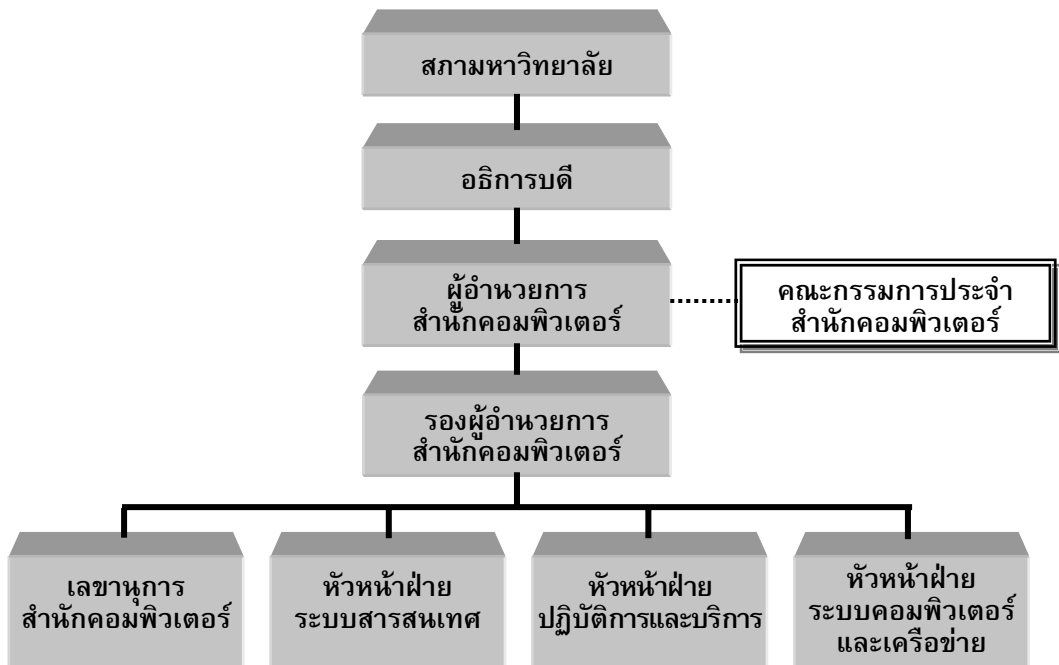 สภามหาวิทยาลัย
อธิการบดี
ผู้อำนวยการ
สำนักคอมพิวเตอร์
คณะกรรมการประจำ
สำนักคอมพิวเตอร์
รองผู้อำนวยการ
สำนักคอมพิวเตอร์
เลขานุการ
สำนักคอมพิวเตอร์
หัวหน้าฝ่าย
ระบบสารสนเทศ
หัวหน้าฝ่าย
ปฏิบัติการและบริการ
หัวหน้าฝ่าย
ระบบคอมพิวเตอร์
และเครือข่าย